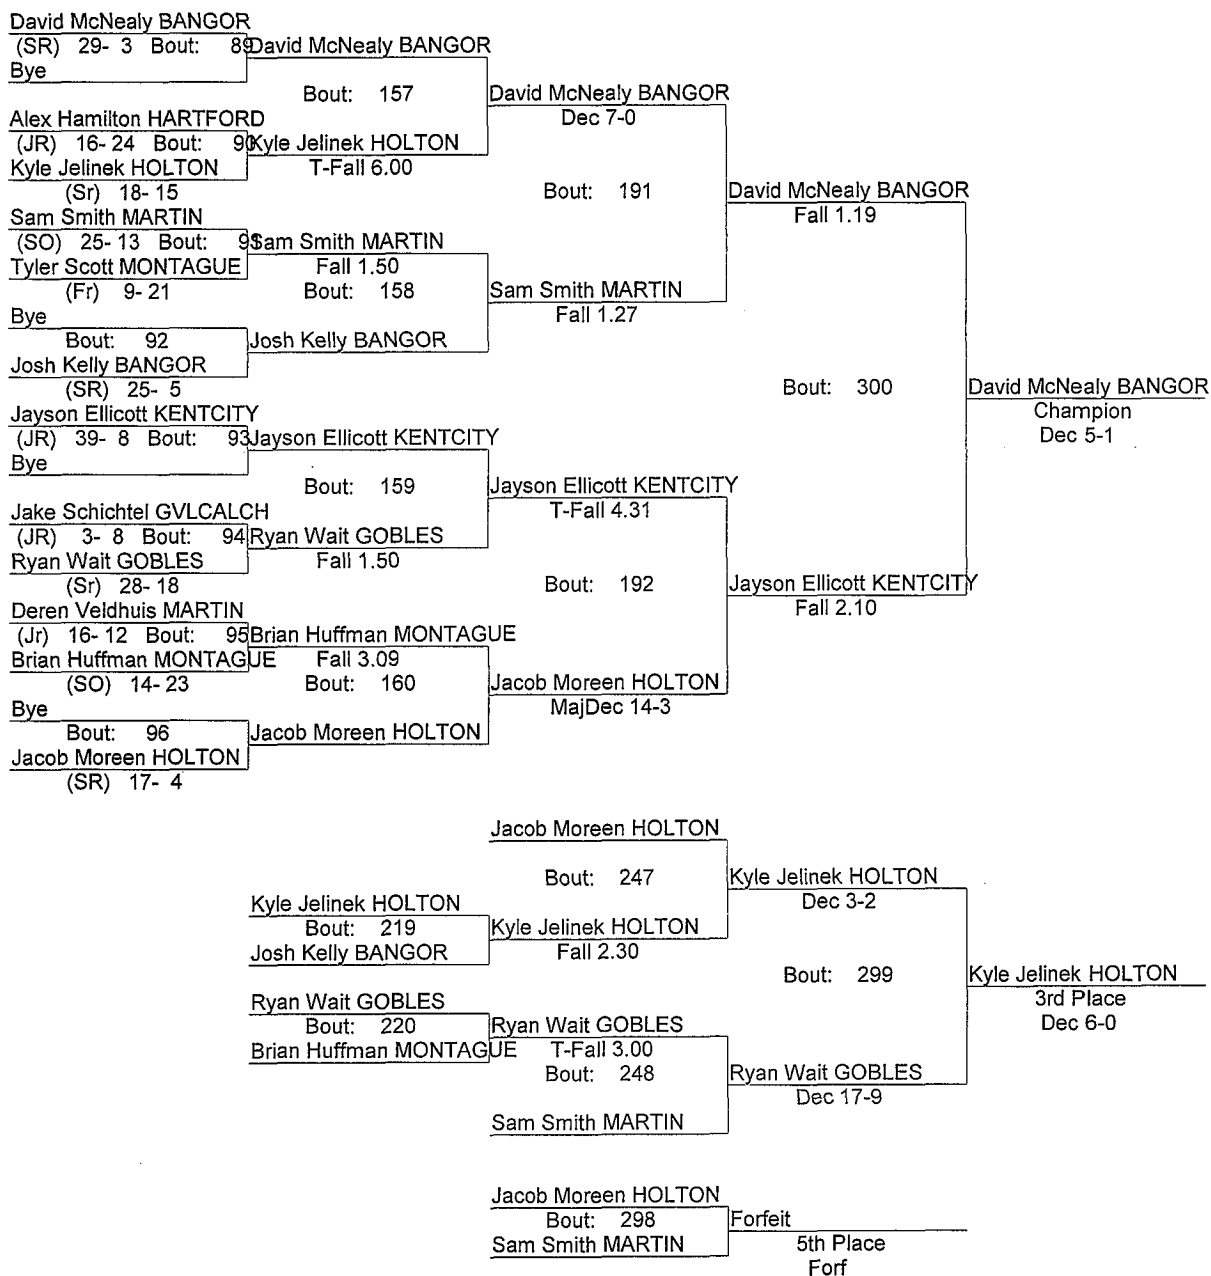 David McNealy BANGOR
(SR) 29- 3 Bout: 89
Bye
David McNealy BANGOR
Bout: 157
Alex Hamilton HARTFORD
(JR) 16- 24 Bout: 90
Kyle Jelinek HOLTON
(Sr) 18- 15
Kyle Jelinek HOLTON
T-Fall 6.00
David McNealy BANGOR
Dec 7-0
Bout: 191
Sam Smith MARTIN
(SO) 25- 13 Bout: 91
Tyler Scott MONTAGUE
(Fr) 9- 21
Sam Smith MARTIN
Fall 1.50
Bout: 158
Bye
Bout: 92
Josh Kelly BANGOR
(SR) 25- 5
Josh Kelly BANGOR
Sam Smith MARTIN
Fall 1.27
David McNealy BANGOR
Fall 1.19
Bout: 300
David McNealy BANGOR
Champion
Dec 5-1
Jayson Ellicott KENTCITY
(JR) 39- 8 Bout: 93
Bye
Jayson Ellicott KENTCITY
Bout: 159
Jake Schichtel GVLCALCH
(JR) 3- 8 Bout: 94
Ryan Wait GOBLES
(Sr) 28- 18
Ryan Wait GOBLES
Fall 1.50
Jayson Ellicott KENTCITY
T-Fall 4.31
Bout: 192
Deren Veldhuis MARTIN
(Jr) 16- 12 Bout: 95
Brian Huffman MONTAGUE
(SO) 14- 23
Brian Huffman MONTAGUE
Fall 3.09
Bout: 160
Bye
Bout: 96
Jacob Moreen HOLTON
(SR) 17- 4
Jacob Moreen HOLTON
Jacob Moreen HOLTON
MajDec 14-3
Jayson Ellicott KENTCITY
Fall 2.10
Jacob Moreen HOLTON
Bout: 247
Kyle Jelinek HOLTON
Bout: 219
Josh Kelly BANGOR
Kyle Jelinek HOLTON
Fall 2.30
Kyle Jelinek HOLTON
Dec 3-2
Bout: 299
Kyle Jelinek HOLTON
3rd Place
Dec 6-0
Ryan Wait GOBLES
Bout: 220
Brian Huffman MONTAGUE
Ryan Wait GOBLES
T-Fall 3.00
Bout: 248
Sam Smith MARTIN
Ryan Wait GOBLES
Dec 17-9
Jacob Moreen HOLTON
Bout: 298
Sam Smith MARTIN
Forfeit
5th Place
Forf